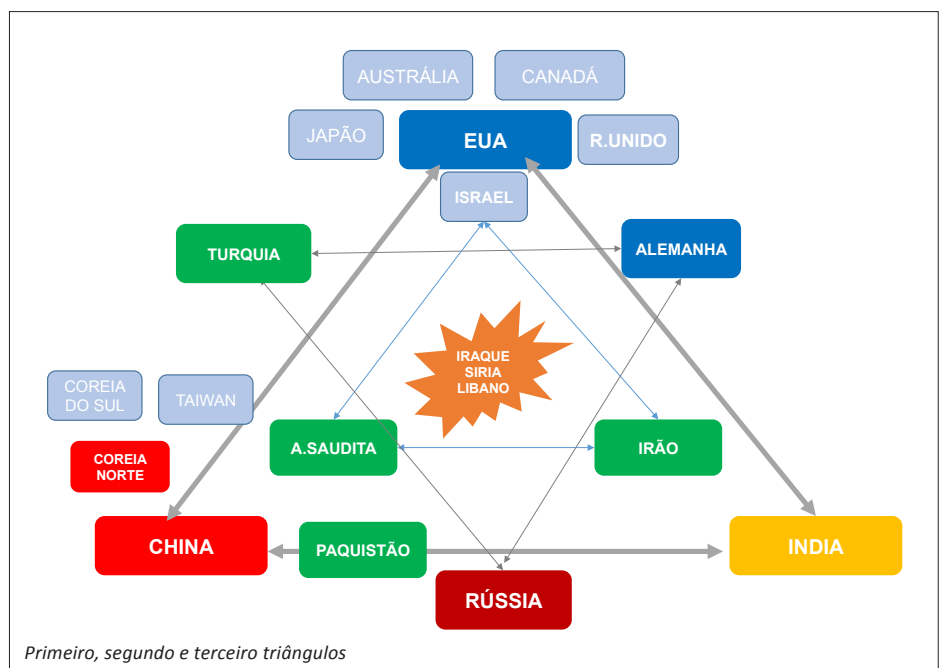 AUSTRÁLIA
CANADÁ
JAPÃO
EUA
R.UNIDO
ISRAEL
TURQUIA
ALEMANHA
IRAQUE
SIRIA
LIBANO
COREIA
DO SUL
TAIWAN
A.SAUDITA
IRÃO
COREIA
NORTE
CHINA
PAQUISTÃO
INDIA
RÚSSIA
Primeiro, segundo e terceiro triângulos